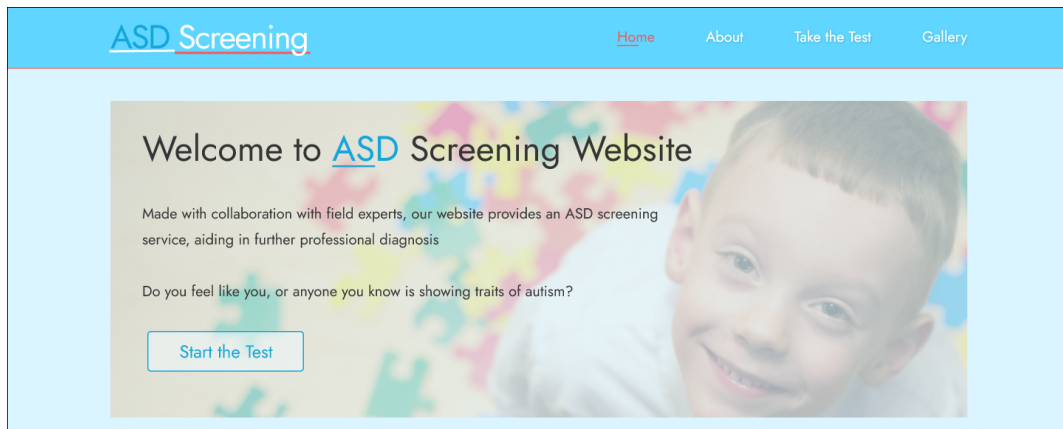 ASD Screening
Home About Take the Test Gallery
Welcome to ASD Screening Website
Made with collaboration with field experts, our website provides an ASD screening
service, aiding in further professional diagnosis
Do you feel like you, or anyone you know is showing traits of autism?
Start the Test